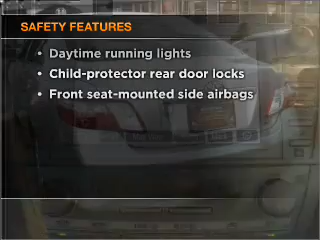 SAFETY FEATURES
• Daytime running lights
• Child-protector rear door locks
• Front seat-mounted side airbags